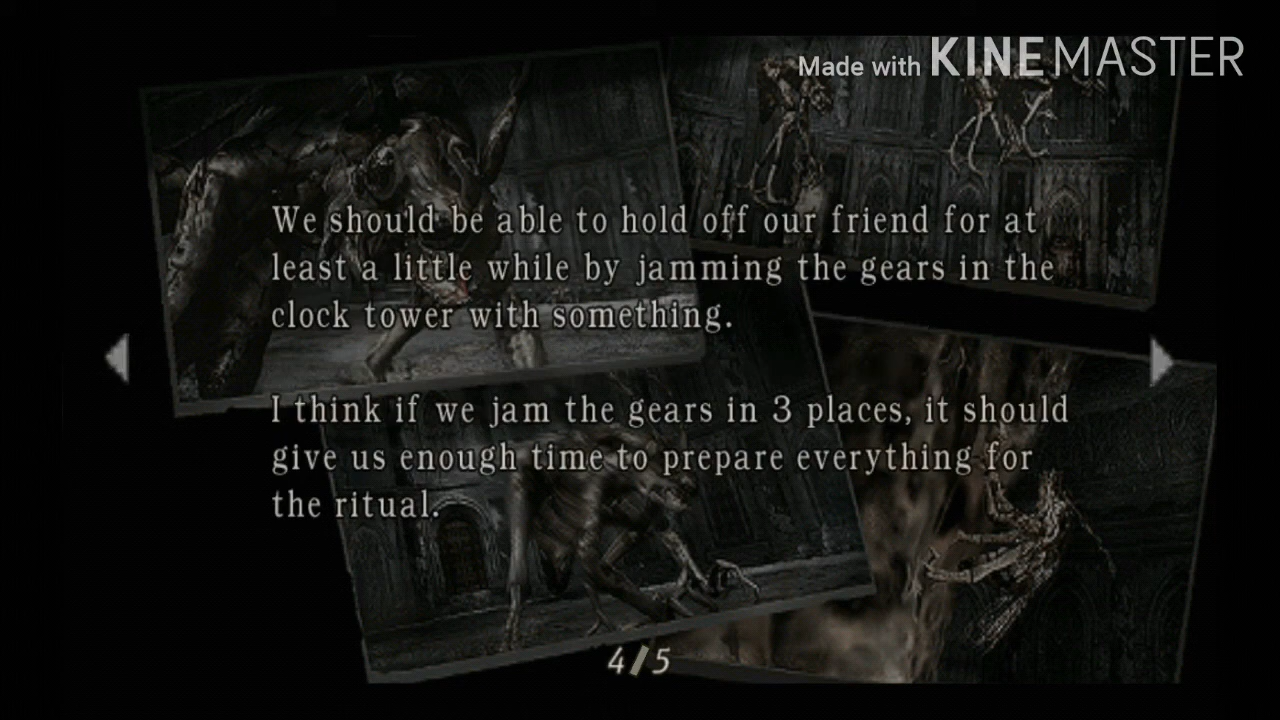 Made with KINEMASTER
We should be able to hold off our friend for at
least a little while by jamming the gears in the
clock tower with something.
I think if we jam the gears in 3 places, it should
give us enough time to prepare everything for
the ritual.
4/5